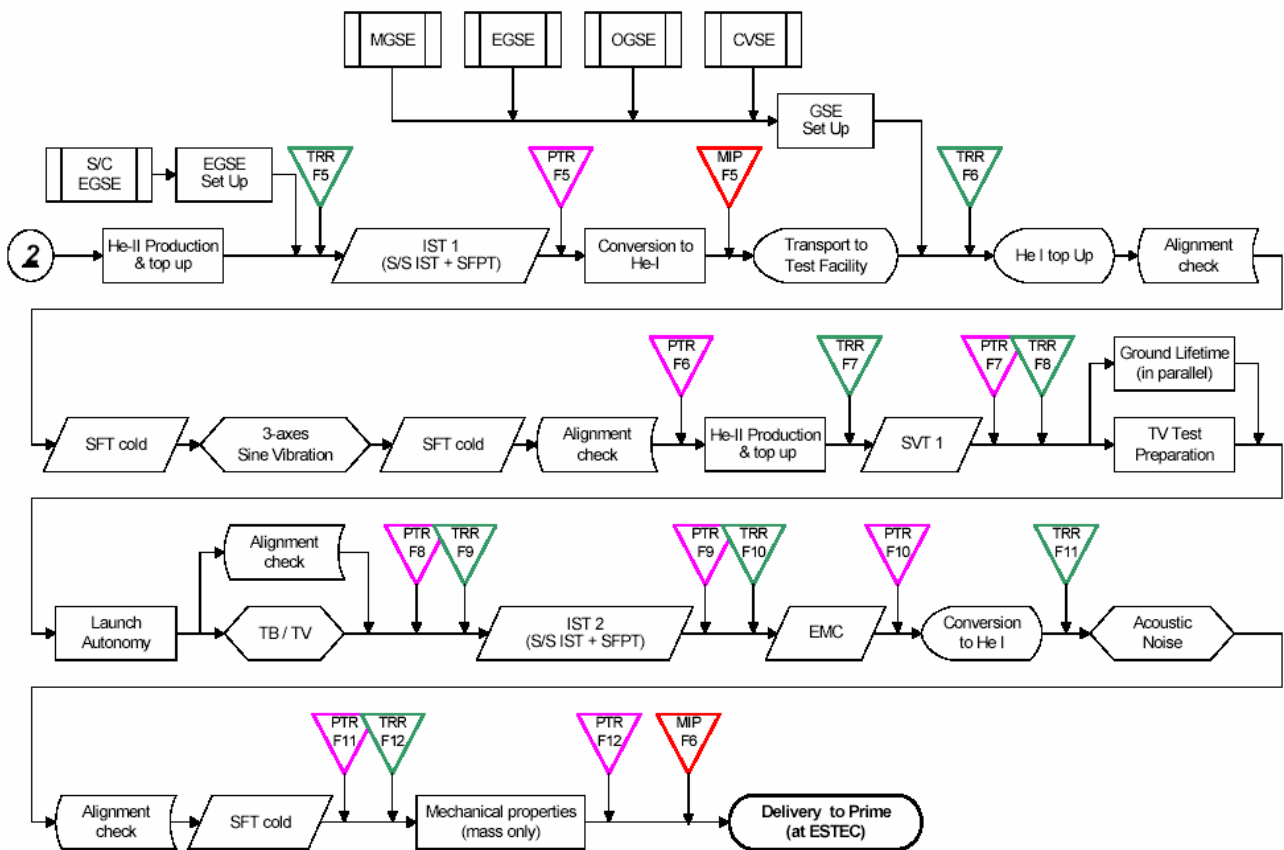 MGSE
EGSE
OGSE
CVSE
GSE
Set Up
S/C
EGSE
EGSE
Set Up
TRR
F5
PTR
F5
MIP
F5
TRR
F6
2
He-II Production
& top up
IST 1
(S/S IST + SFPT)
Conversion to
He-I
Transport to
Test Facility
He I top Up
Alignment
check
PTR
F6
TRR
F7
PTR
F7
TRR
F8
Ground Lifetime
(in parallel)
SFT cold
3-axes
Sine Vibration
SFT cold
Alignment
check
He-II Production
& top up
SVT 1
TV Test
Preparation
Alignment
check
PTR
F8
TRR
F9
PTR
F9
TRR
F10
PTR
F10
TRR
F11
Launch
Autonomy
TB / TV
IST 2
(S/S IST + SFPT)
EMC
Conversion
to He I
Acoustic
Noise
PTR
F11
TRR
F12
PTR
F12
MIP
F6
Alignment
check
SFT cold
Mechanical properties
(mass only)
Delivery to Prime
(at ESTEC)